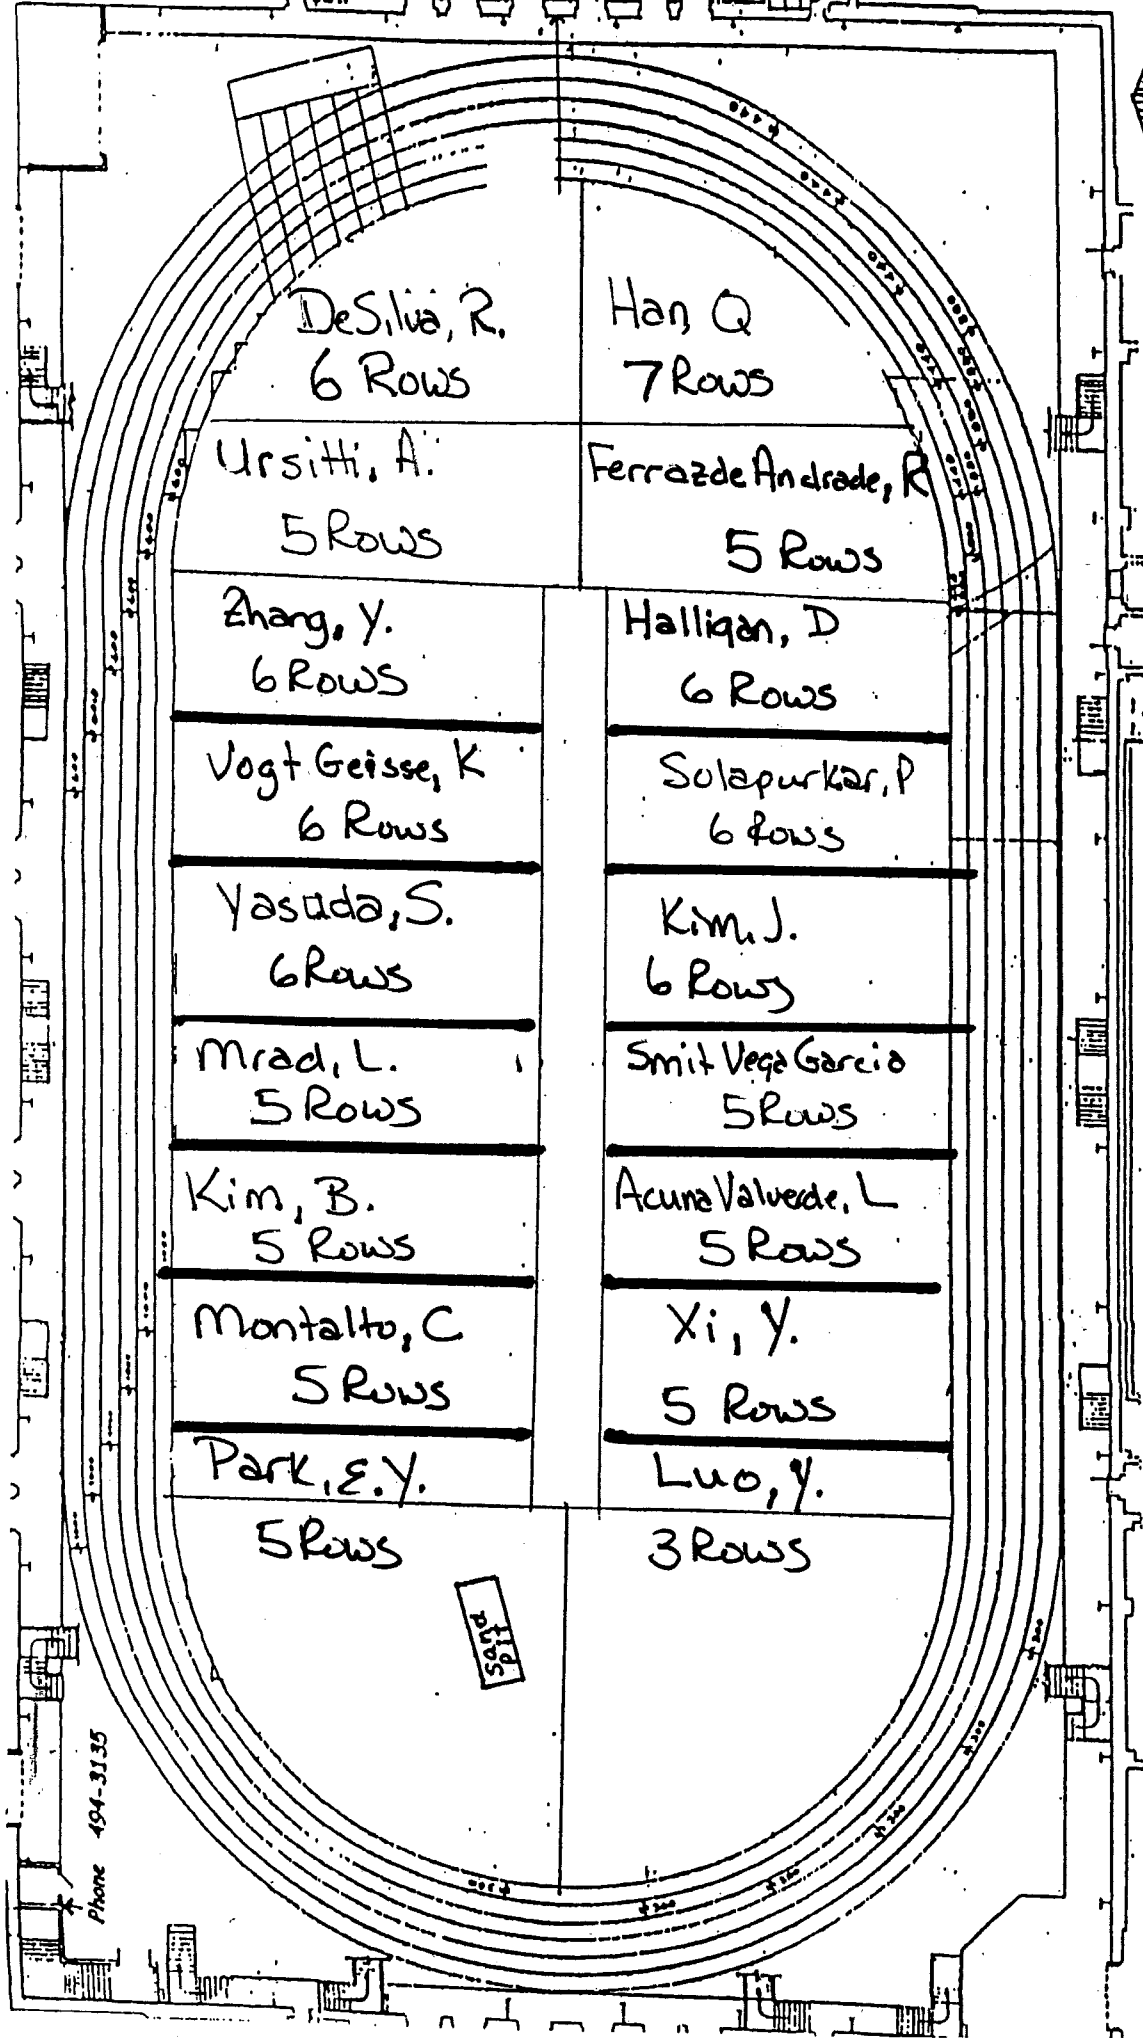 DeSilva, R.
6 Rows
Han, Q
7 Rows
Ursitti, A.
5 Rows
Ferrazde Andrade, R
5 Rows
Zhang, Y.
6 Rows
Halligan, D
6 Rows
Vogt Geisse, K
6 Rows
Solapurkar, P
6 Rows
Yasuda, S.
6 Rows
Kim, J.
6 Rows
Mrad, L.
5 Rows
Smit Vega Garcia
5 Rows
Kim, B.
5 Rows
Acuna Valverde, L
5 Rows
Montalto, C
5 Rows
Xi, Y.
5 Rows
Park, E.Y.
5 Rows
Luo, Y.
3 Rows
Sand
pit
Phone 494-3135